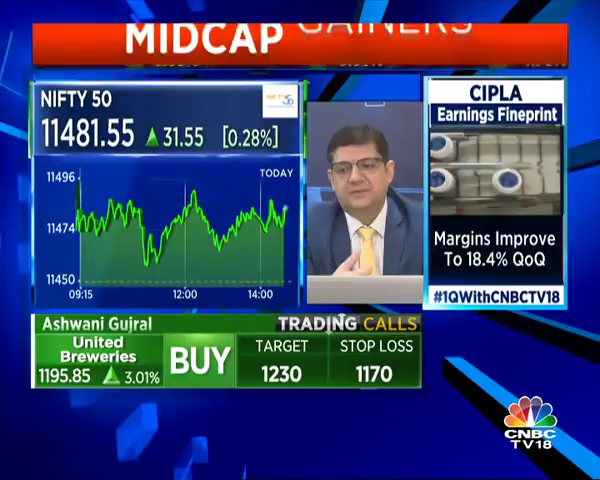 MIDCAP GAINERS
NIFTY 50
11481.55 31.55 [0.28%]
11496
11474
11450
TODAY
09:15 12:00 14:00
CIPLA
Earnings Fineprint
Margins Improve
To 18.4% QoQ
#1QWithCNBCTV18
Ashwani Gujral
TRADING CALLS
United
Breweries
1195.85 3.01%
BUY
TARGET
1230
STOP LOSS
1170
CNBC
TV18